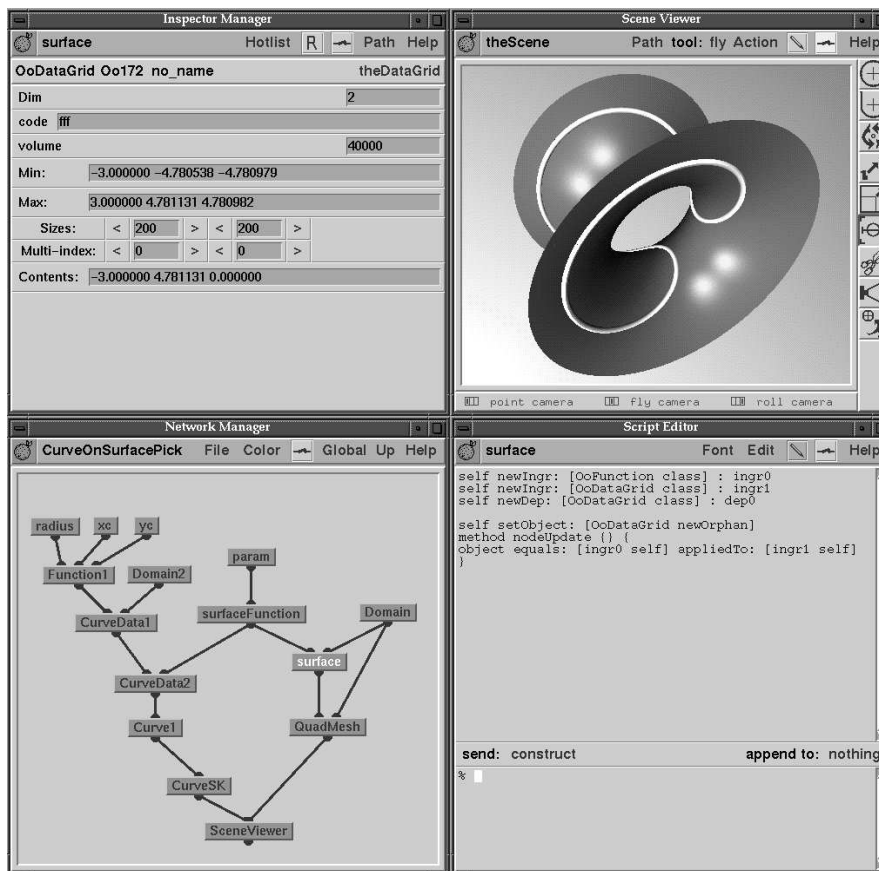 Inspector Manager
surface Hotlist R Path Help
OoDataGrid Oo172 no_name theDataGrid
Dim 2
code fff
volume 40000
Min: -3.000000 -4.780538 -4.780979
Max: 3.000000 4.781131 4.780982
Sizes: < 200 > < 200 >
Multi-index: < 0 > < 0 >
Contents: -3.000000 4.781131 0.000000
Scene Viewer
theScene Path tool: fly Action Help
point camera fly camera roll camera
Network Manager
CurveOnSurfacePick File Color Global Up Help
radius xc yc
param
Function1 Domain2
surfaceFunction Domain
CurveData1
surface
CurveData2
Curve1 QuadMesh
CurveSK
SceneViewer
Script Editor
surface Font Edit Help
self newIngr: [OoFunction class] : ingr0
self newIngr: [OoDataGrid class] : ingr1
self newDep: [OoDataGrid class] : dep0
self setObject: [OoDataGrid newOrphan]
method nodeUpdate {} {
object equals: [ingr0 self] appliedTo: [ingr1 self]
}
send: construct append to: nothing
%